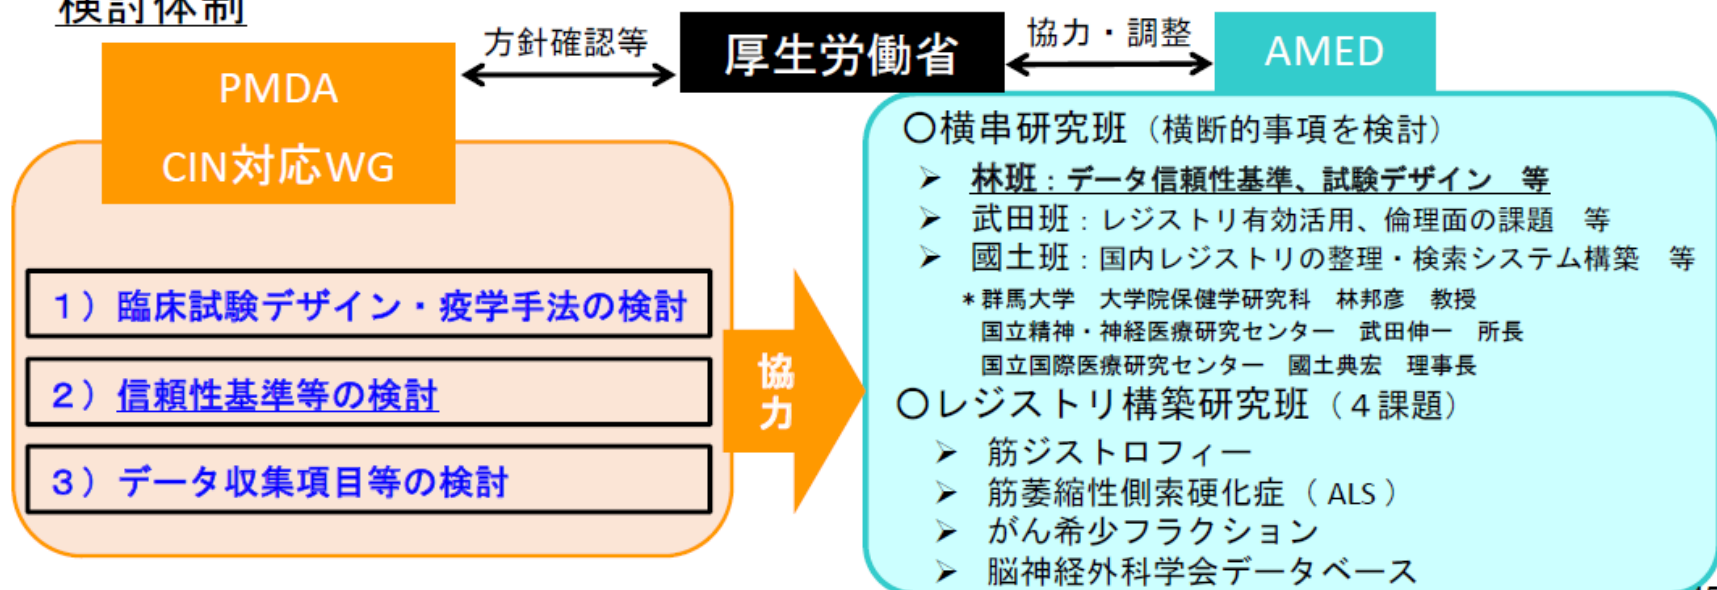 検討体制
方針確認等
厚生労働省
協力・調整
AMED
PMDA
CIN対応WG
1）臨床試験デザイン・疫学手法の検討
2）信頼性基準等の検討
3）データ収集項目等の検討
協力
〇横串研究班（横断的事項を検討）
➢ 林班：データ信頼性基準、試験デザイン　等
➢ 武田班：レジストリ有効活用、倫理面の課題　等
➢ 國土班：国内レジストリの整理・検索システム構築　等
＊群馬大学　大学院保健学研究科　林邦彦　教授
国立精神・神経医療研究センター　武田伸一　所長
国立国際医療研究センター　國土典宏　理事長
〇レジストリ構築研究班（４課題）
➢ 筋ジストロフィー
➢ 筋萎縮性側索硬化症（ALS）
➢ がん希少フラクション
➢ 脳神経外科学会データベース